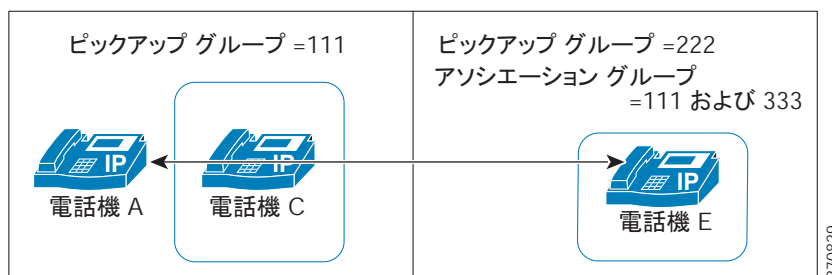 ピックアップ グループ =111
ピックアップ グループ =222
アソシエーション グループ
=111 および 333
IP
IP
IP
電話機 A
電話機 C
電話機 E